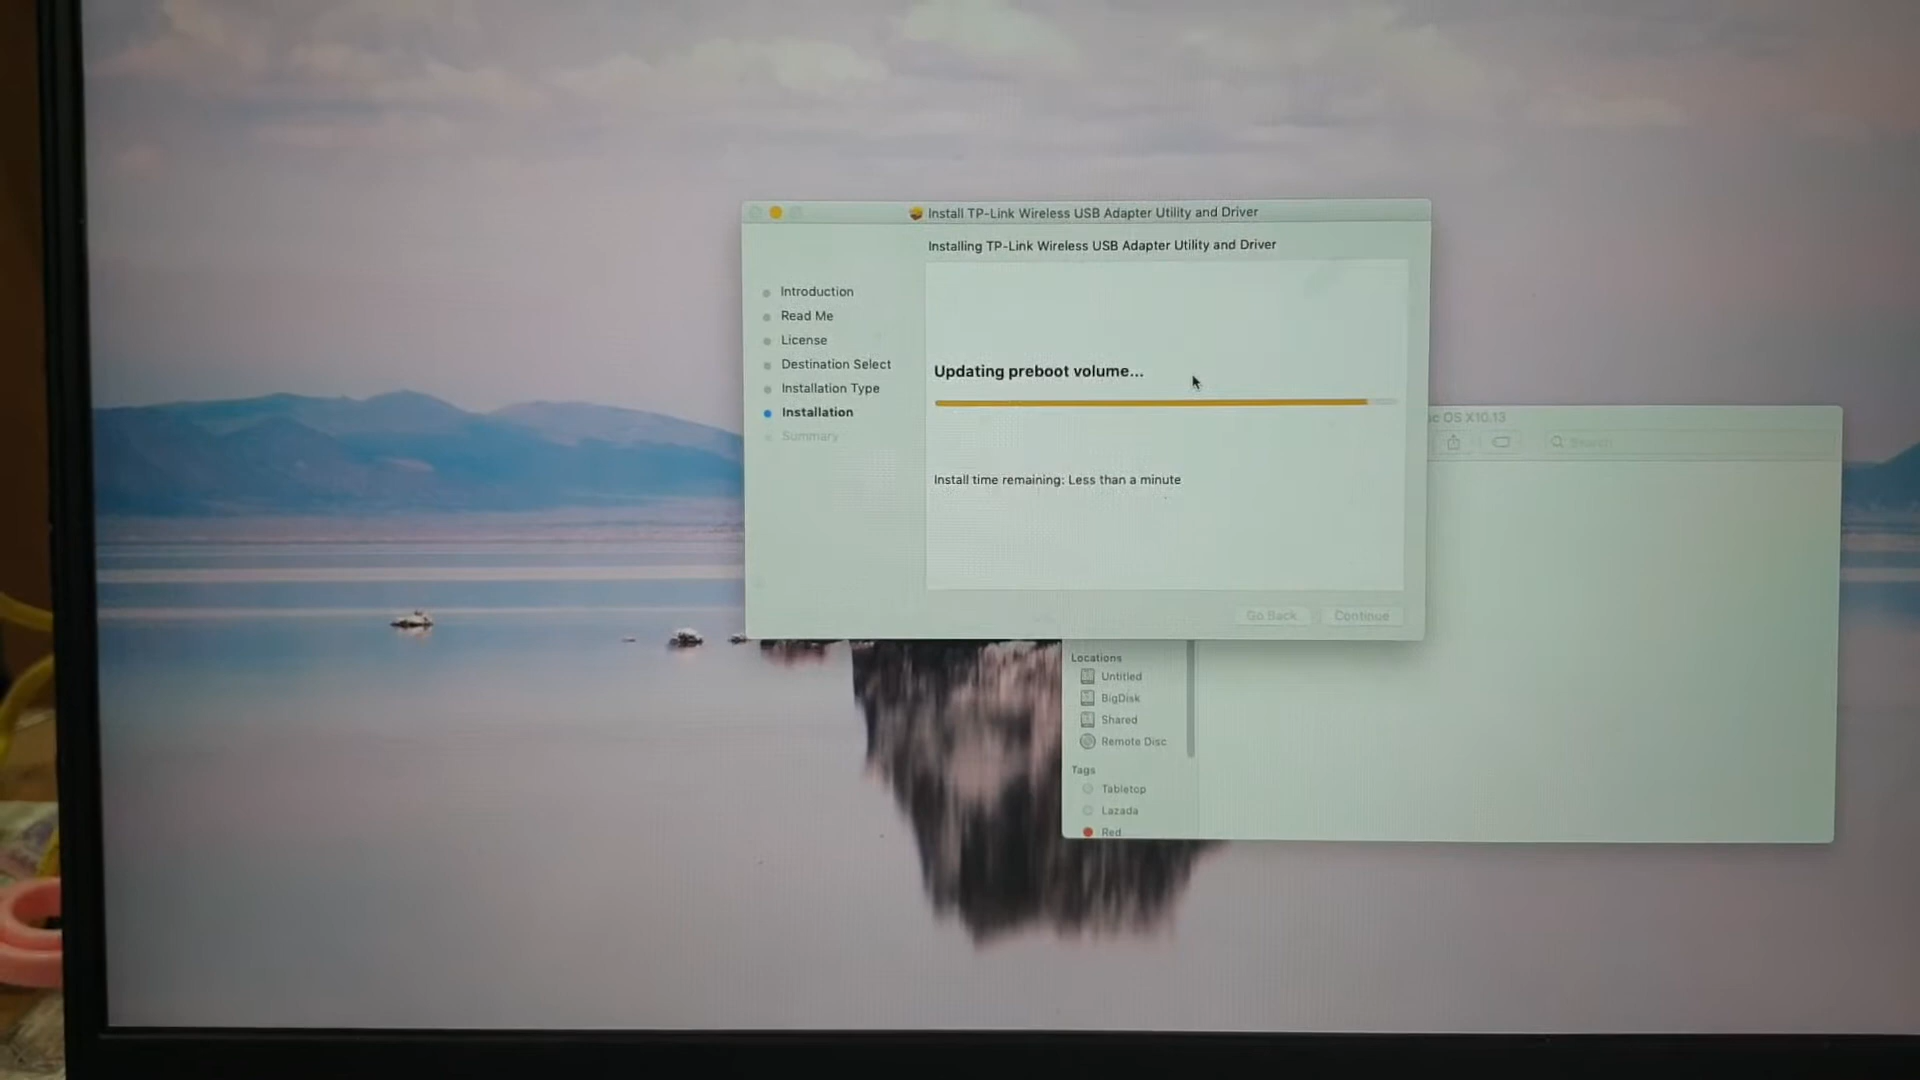 Install TP-Link Wireless USB Adapter Utility and Driver
Installing TP-Link Wireless USB Adapter Utility and Driver
Introduction
Read Me
License
Destination Select
Installation Type
Installation
Summary
Updating preboot volume...
Install time remaining: Less than a minute
Go Back
Continue
OS X10.13
Search
Locations
Untitled
BigDisk
Shared
Remote Disc
Tags
Tabletop
Lazada
Red